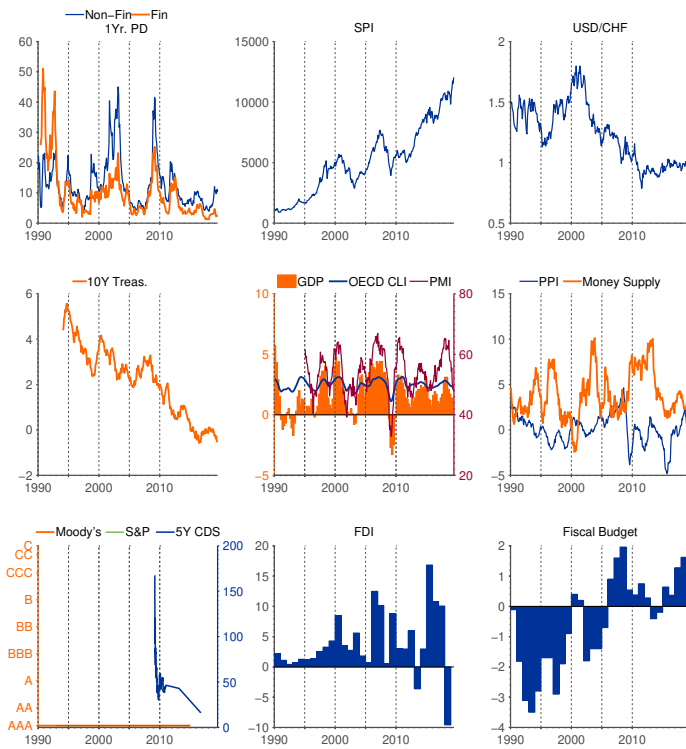 Non-Fin Fin
1Yr. PD
60
50
40
30
20
10
0
1990 2000 2010
SPI
15000
10000
5000
0
1990 2000 2010
USD/CHF
2
1.5
1
0.5
1990 2000 2010
10Y Treas.
6
4
2
0
−2
1990 2000 2010
GDP OECD CLI PMI
10 80
5 60
0 40
−5 20
1990 2000 2010
PPI Money Supply
15
10
5
0
−5
1990 2000 2010
Moody's S&P 5Y CDS
C 200
CC
CCC
B 150
BB
BBB 100
A 50
AA
AAA 0
1990 2000 2010
FDI
20
15
10
5
0
−5
−10
1990 2000 2010
Fiscal Budget
2
1
0
−1
−2
−3
−4
1990 2000 2010